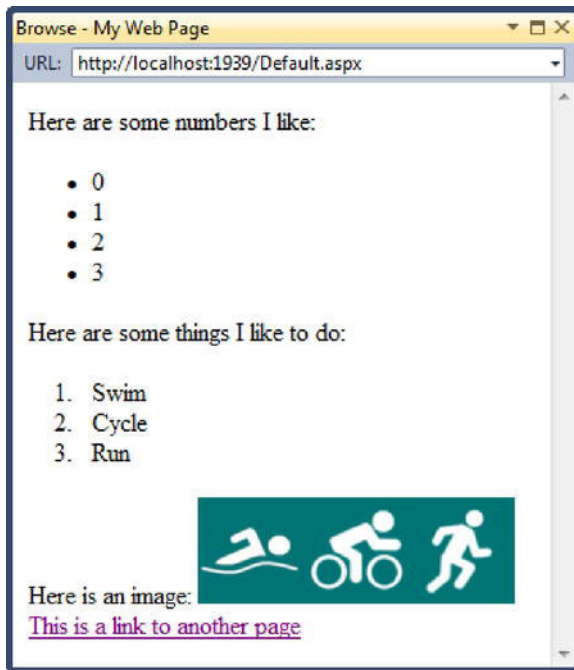 Browse - My Web Page
URL: http://localhost:1939/Default.aspx
Here are some numbers I like:
• 0
• 1
• 2
• 3
Here are some things I like to do:
1. Swim
2. Cycle
3. Run
Here is an image:
This is a link to another page